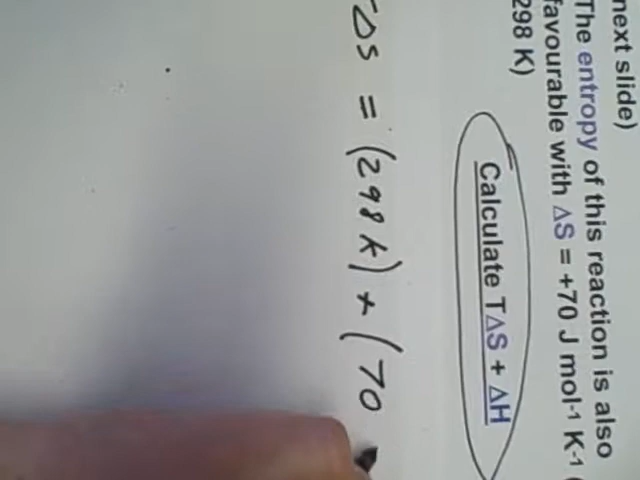 next slide)
The entropy of this reaction is also
favourable with ΔS = +70 J mol-1 K-1 (
298 K)
Calculate TΔS + ΔH
ΔS = (298 K) + (70